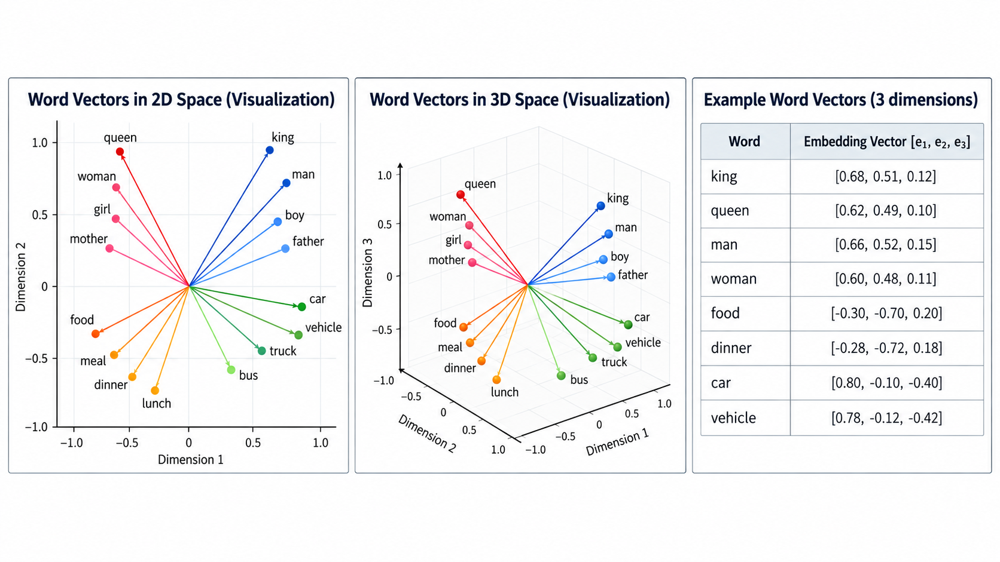 Word Vectors in 2D Space (Visualization)
queen
king
woman
man
girl
boy
mother
father
car
food
vehicle
meal
truck
dinner
bus
lunch
1.0
0.5
0
−0.5
−1.0
Dimension 2
−1.0
−0.5
0
0.5
1.0
Dimension 1
Word Vectors in 3D Space (Visualization)
queen
king
woman
man
girl
boy
mother
father
car
food
vehicle
meal
truck
dinner
bus
lunch
1.0
0.5
0
−0.5
−1.0
Dimension 3
−0.5
0
0.5
1.0
Dimension 2
−1.0
−0.5
0
0.5
1.0
Dimension 1
Example Word Vectors (3 dimensions)
Word Embedding Vector [e₁, e₂, e₃]
king [0.68, 0.51, 0.12]
queen [0.62, 0.49, 0.10]
man [0.66, 0.52, 0.15]
woman [0.60, 0.48, 0.11]
food [-0.30, -0.70, 0.20]
dinner [-0.28, -0.72, 0.18]
car [0.80, -0.10, -0.40]
vehicle [0.78, -0.12, -0.42]